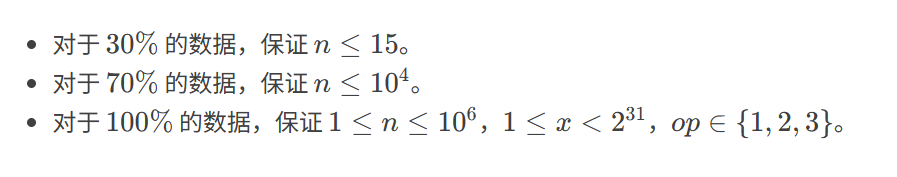 对于 30% 的数据，保证 n ≤ 15。
对于 70% 的数据，保证 n ≤ 10⁴。
对于 100% 的数据，保证 1 ≤ n ≤ 10⁶，1 ≤ x < 2³¹，op ∈ {1, 2, 3}。